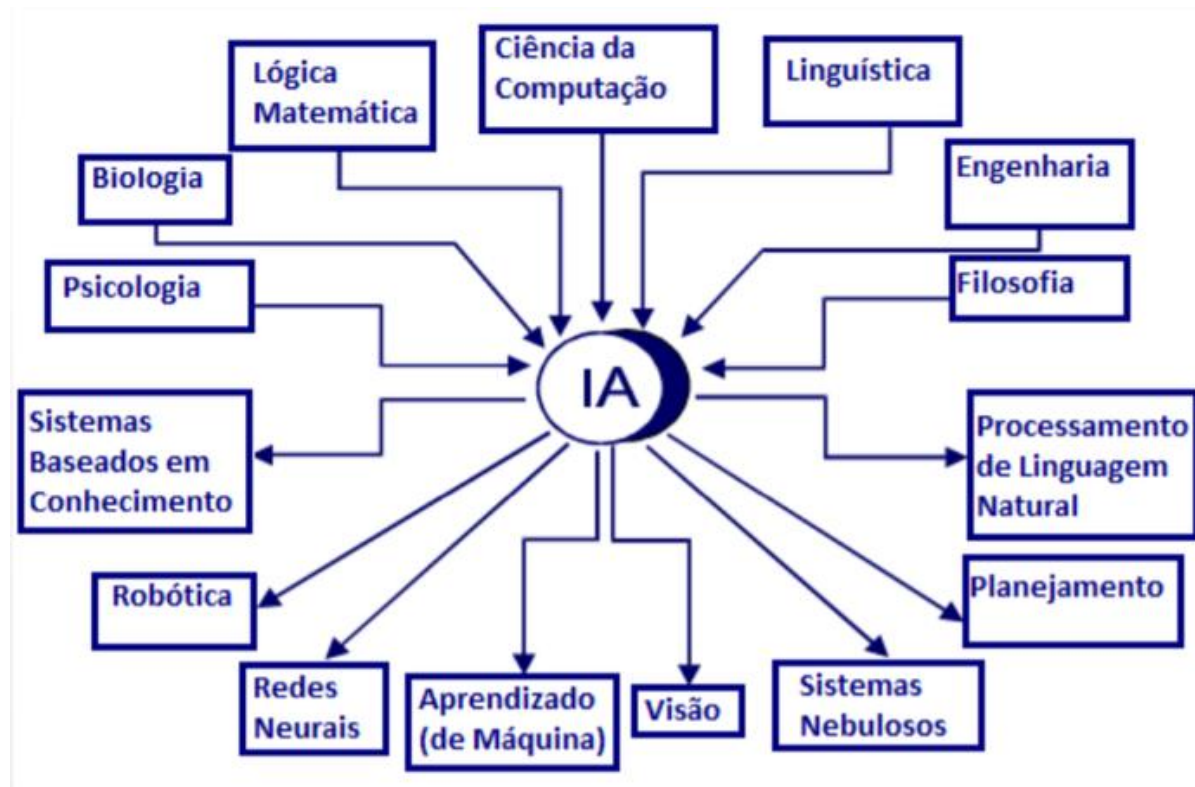 Ciência da
Computação
Lógica
Matemática
Linguística
Biologia
Engenharia
Psicologia
Filosofia
IA
Sistemas
Baseados em
Conhecimento
Processamento
de Linguagem
Natural
Robótica
Planejamento
Redes
Neurais
Aprendizado
(de Máquina)
Visão
Sistemas
Nebulosos